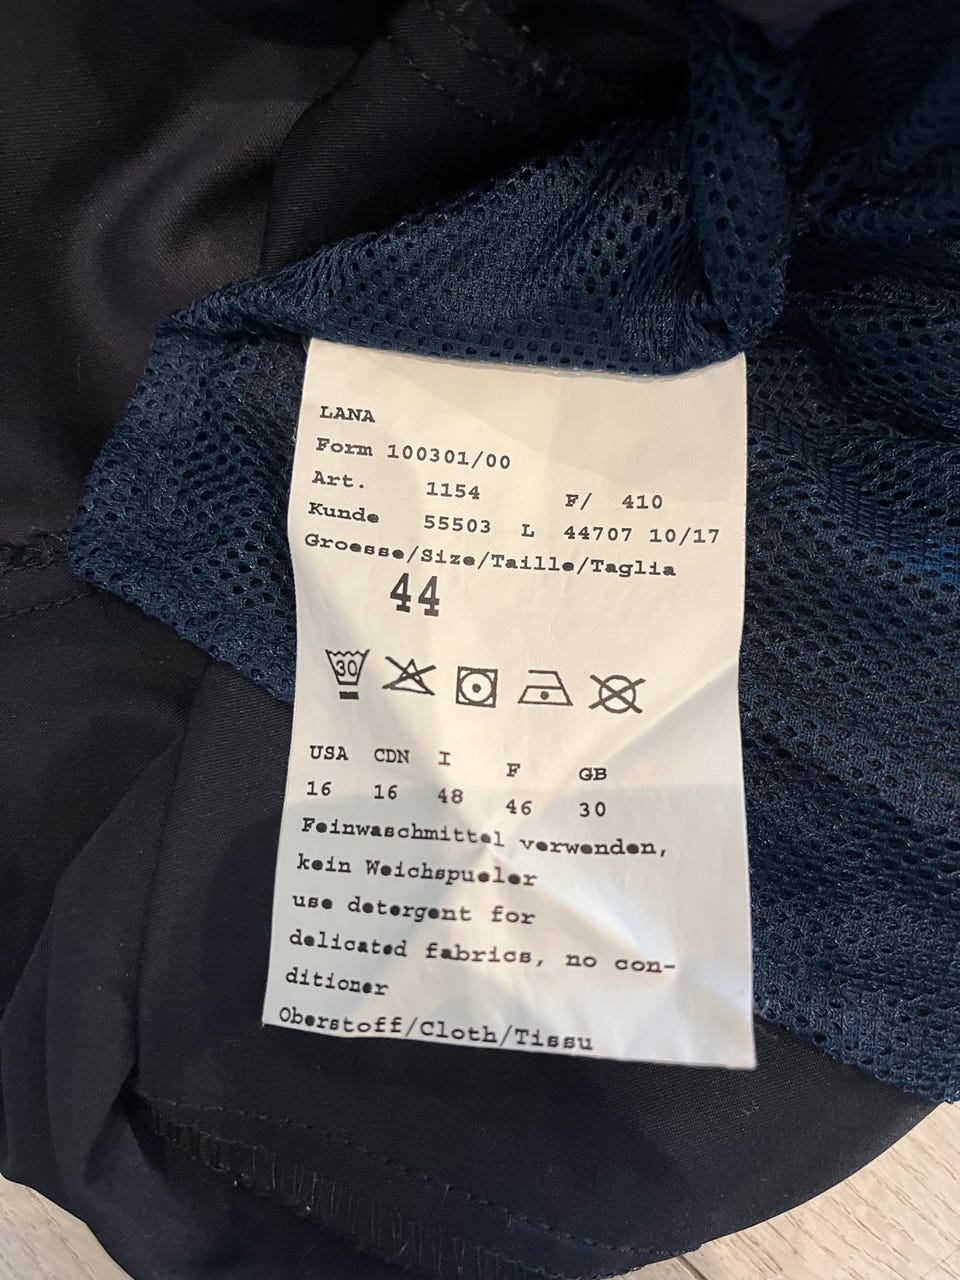 LANA
Form 100301/00
Art. 1154 F/ 410
Kunde 55503 L 44707 10/17
Groesse/Size/Taille/Taglia
44
30
USA CDN I F GB
16 16 48 46 30
Feinwaschmittel verwenden,
kein Weichspueler
use detergent for
delicated fabrics, no con-
ditioner
Oberstoff/Cloth/Tissu